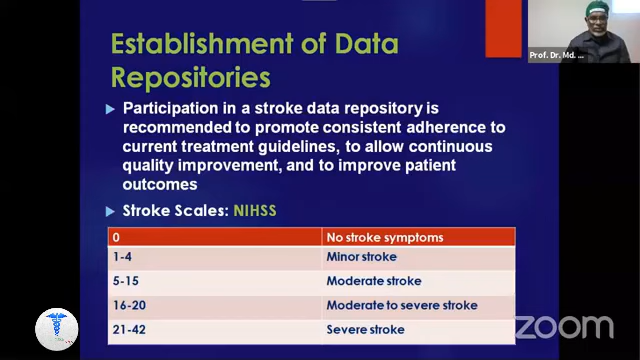 Establishment of Data
Repositories
Prof. Dr. Md. ...
Participation in a stroke data repository is
recommended to promote consistent adherence to
current treatment guidelines, to allow continuous
quality improvement, and to improve patient
outcomes
Stroke Scales: NIHSS
0 No stroke symptoms
1-4 Minor stroke
5-15 Moderate stroke
16-20 Moderate to severe stroke
21-42 Severe stroke
zoom